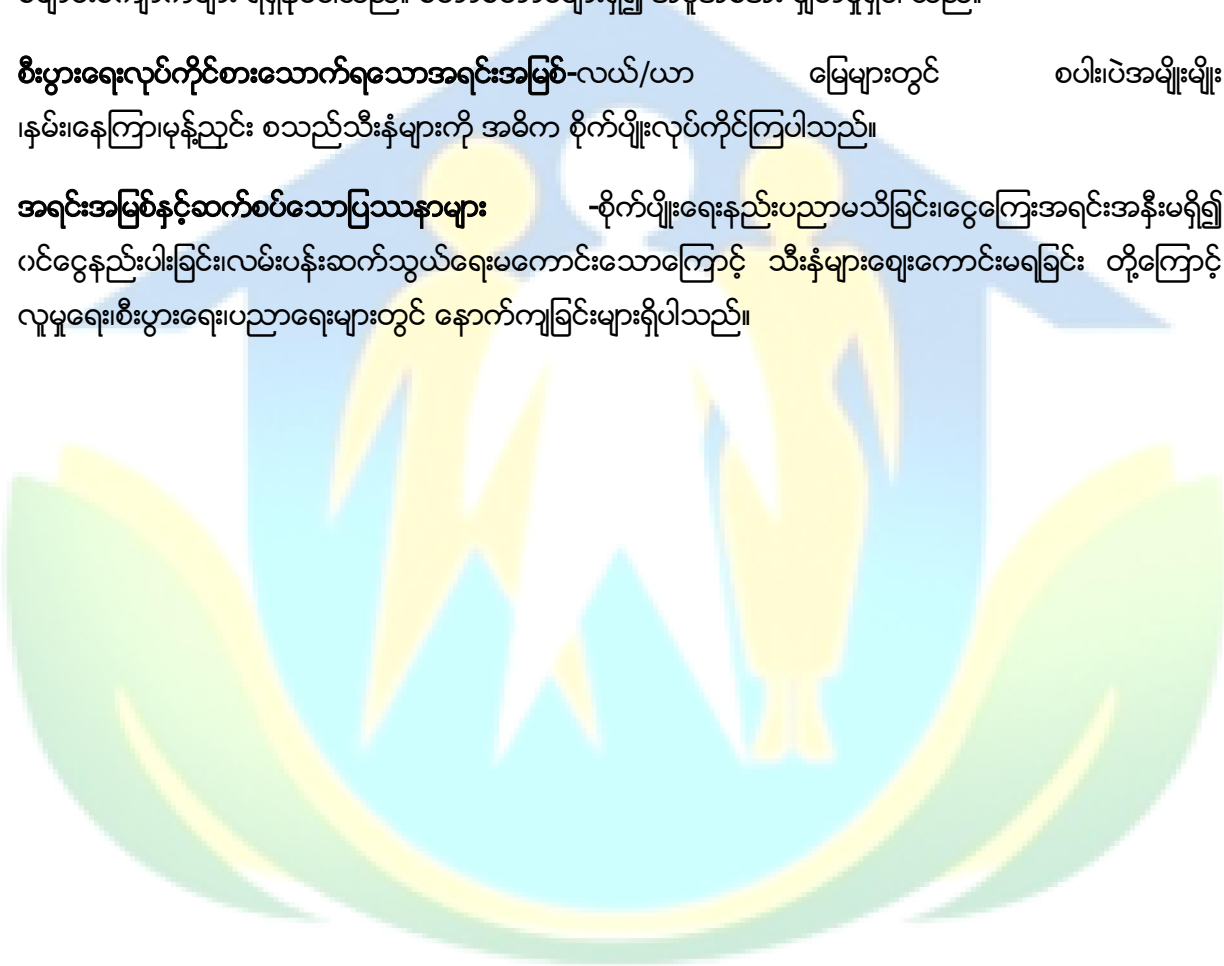 စီးပွားရေးလုပ်ကိုင်စားသောက်ရသောအရင်းအမြစ်-လယ်/ယာ မြေများတွင် စပါး၊ပဲအမျိုးမျိုး
၊နှမ်း၊နေကြာ၊မုန့်ညှင်း စသည်သီးနှံများကို အဓိက စိုက်ပျိုးလုပ်ကိုင်ကြပါသည်။
အရင်းအမြစ်နှင့်ဆက်စပ်သောပြဿနာများ -စိုက်ပျိုးရေးနည်းပညာမသိခြင်း၊ငွေကြေးအရင်းအနှီးမရှိ၍
ဝင်ငွေနည်းပါးခြင်း၊လမ်းပန်းဆက်သွယ်ရေးမကောင်းသောကြောင့် သီးနှံများဈေးကောင်းမရခြင်း တို့ကြောင့်
လူမှုရေး၊စီးပွားရေး၊ပညာရေးများတွင် နောက်ကျခြင်းများရှိပါသည်။